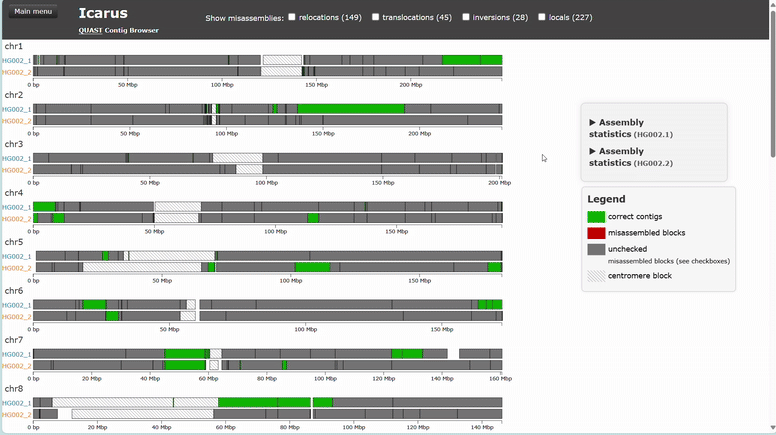 Main menu
Icarus
QUAST Contig Browser
Show misassemblies: relocations (149) translocations (45) inversions (28) locals (227)
chr1
HG002_1
HG002_2
0 bp 50 Mbp 100 Mbp 150 Mbp 200 Mbp
chr2
HG002_1
HG002_2
0 bp 50 Mbp 100 Mbp 150 Mbp 200 Mbp
chr3
HG002_1
HG002_2
0 bp 50 Mbp 100 Mbp 150 Mbp 200 Mbp
chr4
HG002_1
HG002_2
0 bp 50 Mbp 100 Mbp 150 Mbp
chr5
HG002_1
HG002_2
0 bp 50 Mbp 100 Mbp 150 Mbp
chr6
HG002_1
HG002_2
0 bp 50 Mbp 100 Mbp 150 Mbp
chr7
HG002_1
HG002_2
0 bp 20 Mbp 40 Mbp 60 Mbp 80 Mbp 100 Mbp 120 Mbp 140 Mbp 160 Mbp
chr8
HG002_1
HG002_2
0 bp 20 Mbp 40 Mbp 60 Mbp 80 Mbp 100 Mbp 120 Mbp 140 Mbp
Assembly
statistics (HG002.1)
Assembly
statistics (HG002.2)
Legend
correct contigs
misassembled blocks
unchecked
misassembled blocks (see checkboxes)
centromere block